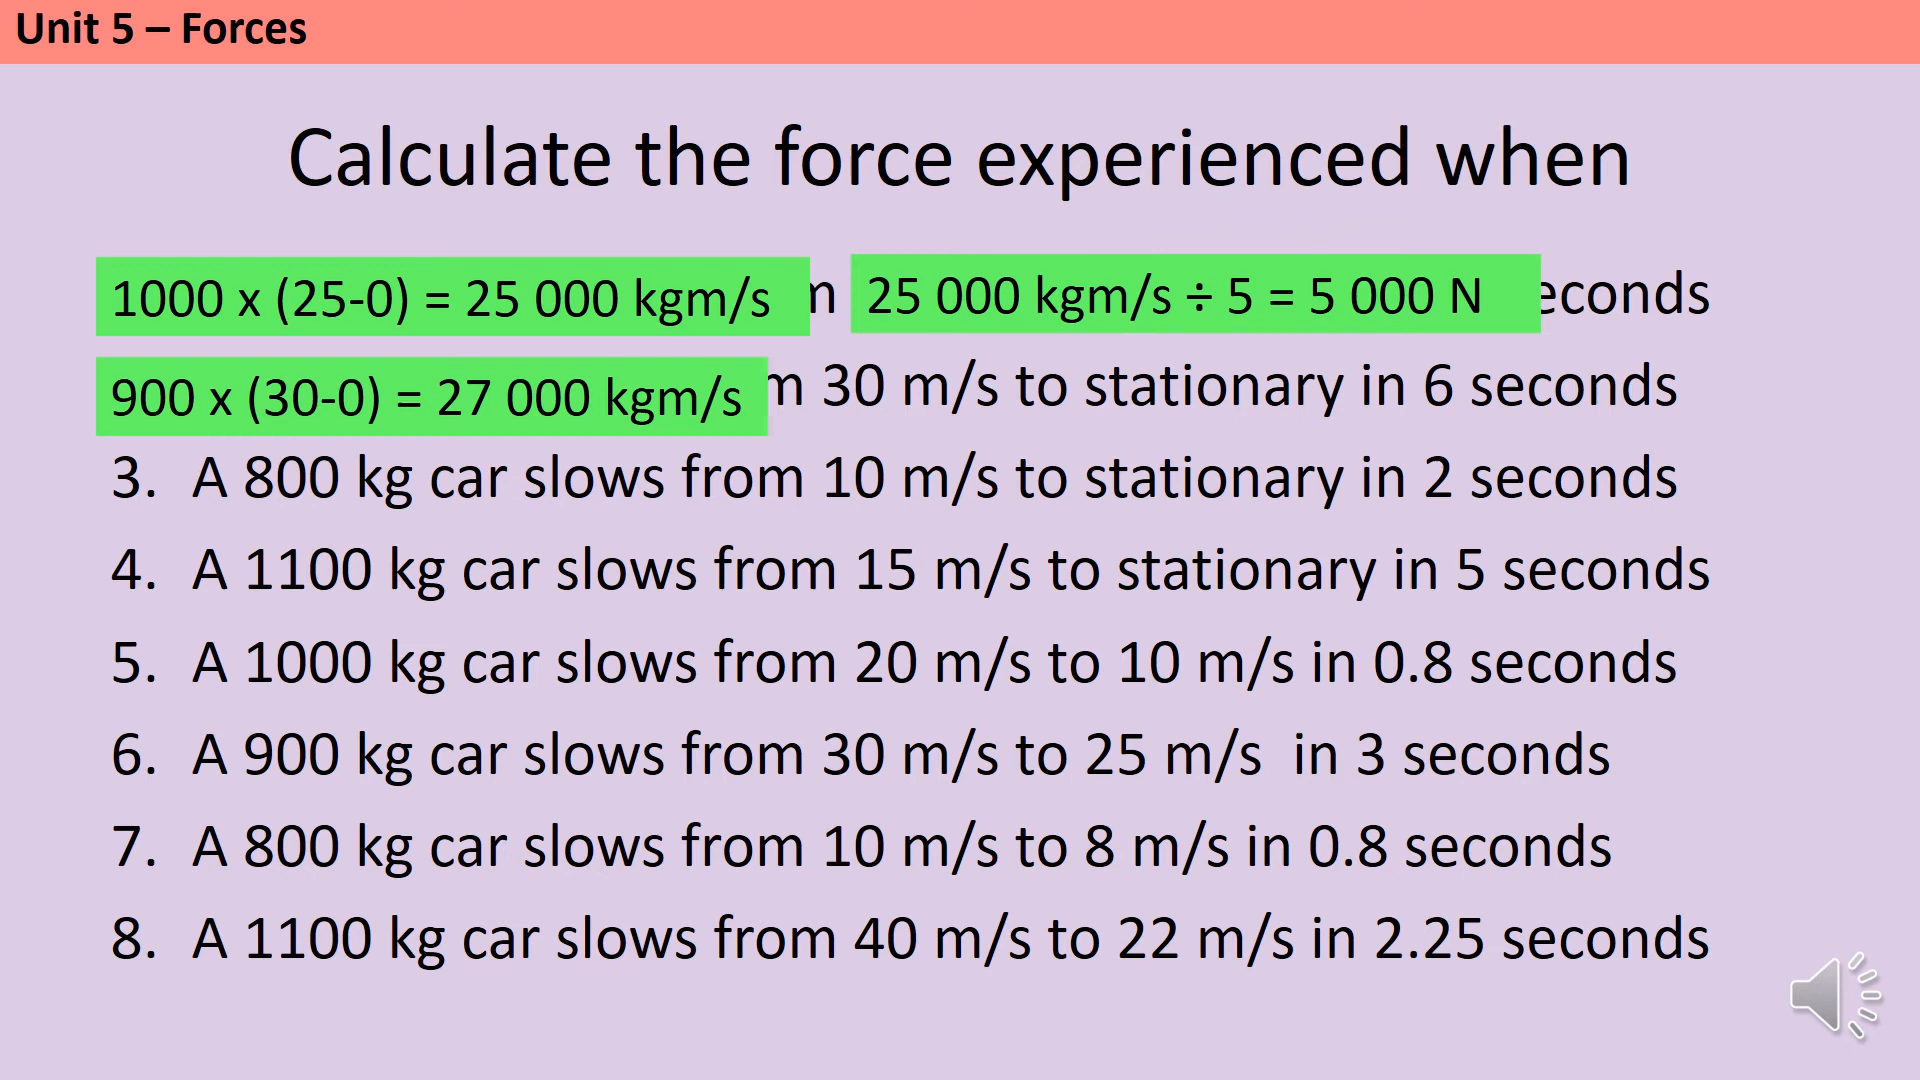 Unit 5 – Forces
Calculate the force experienced when
1000 x (25-0) = 25 000 kgm/s 25 000 kgm/s ÷ 5 = 5 000 N
900 x (30-0) = 27 000 kgm/s 30 m/s to stationary in 6 seconds
3. A 800 kg car slows from 10 m/s to stationary in 2 seconds
4. A 1100 kg car slows from 15 m/s to stationary in 5 seconds
5. A 1000 kg car slows from 20 m/s to 10 m/s in 0.8 seconds
6. A 900 kg car slows from 30 m/s to 25 m/s in 3 seconds
7. A 800 kg car slows from 10 m/s to 8 m/s in 0.8 seconds
8. A 1100 kg car slows from 40 m/s to 22 m/s in 2.25 seconds